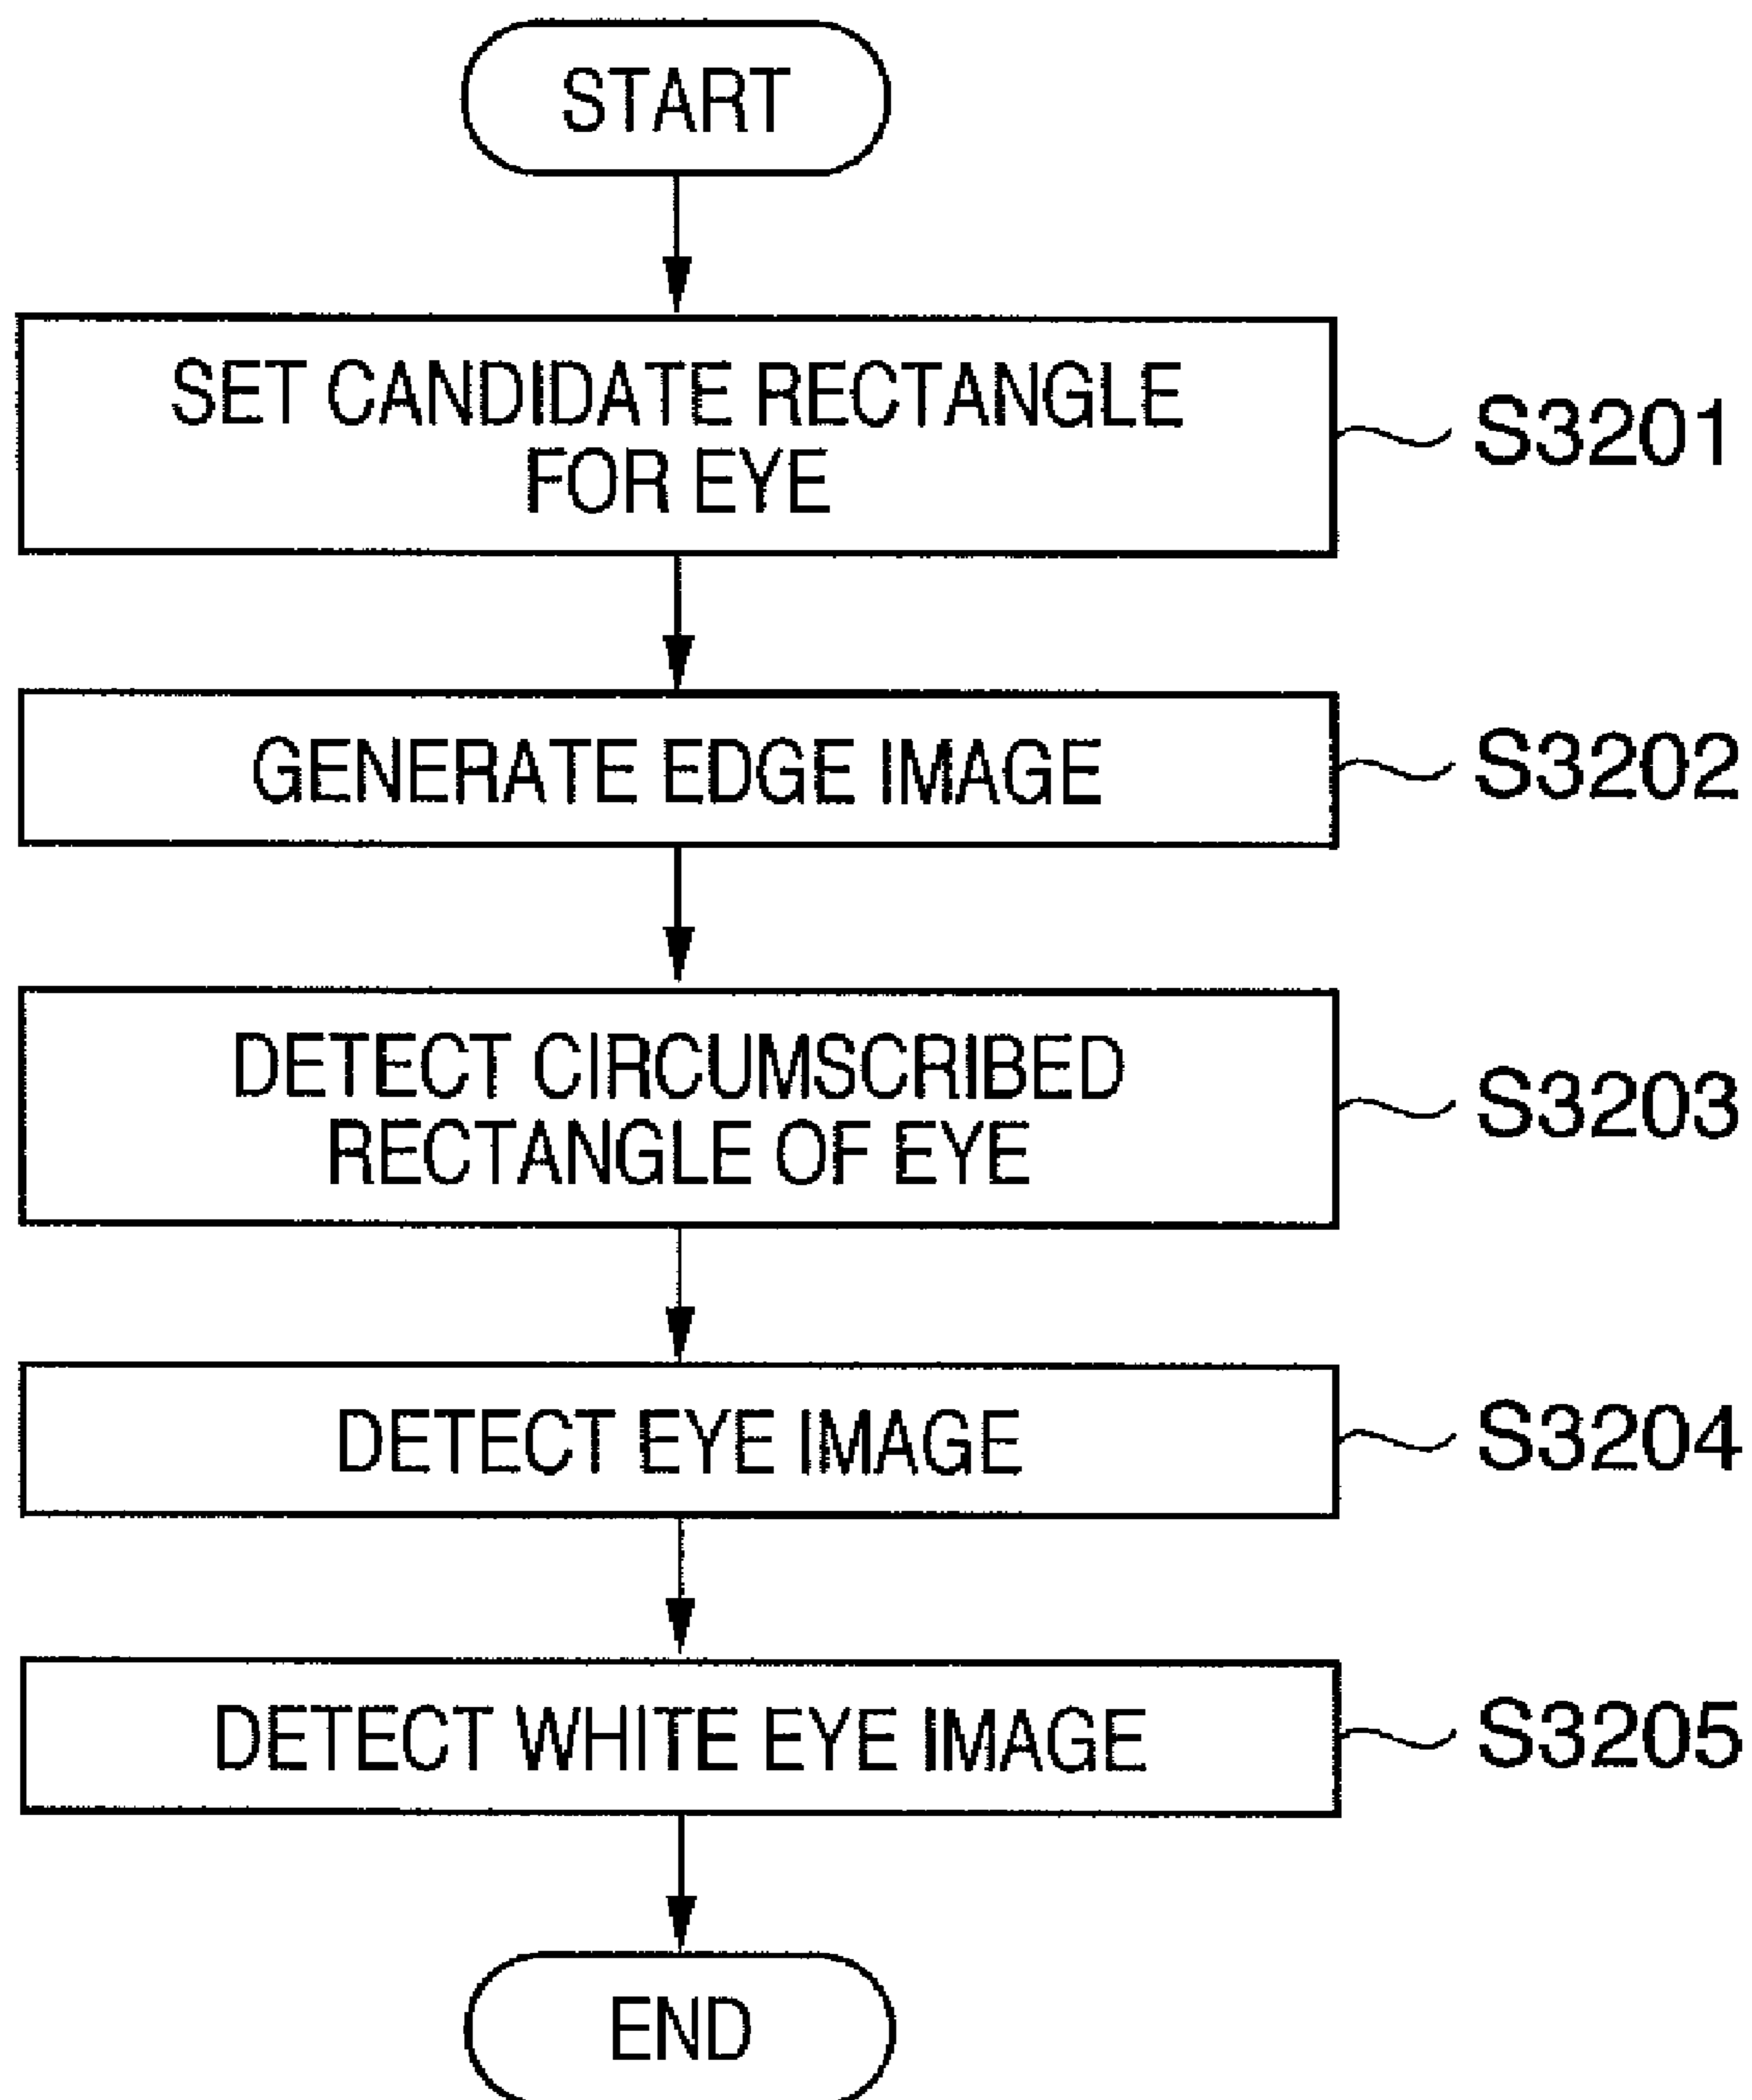 START
SET CANDIDATE RECTANGLE
FOR EYE
S3201
GENERATE EDGE IMAGE
S3202
DETECT CIRCUMSCRIBED
RECTANGLE OF EYE
S3203
DETECT EYE IMAGE
S3204
DETECT WHITE EYE IMAGE
S3205
END